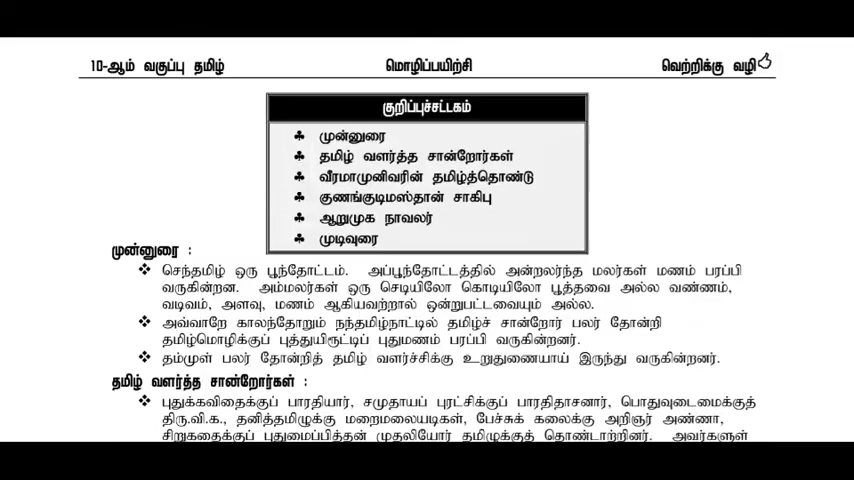 10-ஆம் வகுப்பு தமிழ் மொழிப்பயிற்சி வெற்றிக்கு வழி
குறிப்புச்சட்டகம்
♣ முன்னுரை
♣ தமிழ் வளர்த்த சான்றோர்கள்
♣ வீரமாமுனிவரின் தமிழ்த்தொண்டு
♣ குணங்குடிமஸ்தான் சாகிபு
♣ ஆறுமுக நாவலர்
♣ முடிவுரை
முன்னுரை :
❖ செந்தமிழ் ஒரு பூந்தோட்டம். அப்பூந்தோட்டத்தில் அன்றலர்ந்த மலர்கள் மணம் பரப்பி
வருகின்றன. அம்மலர்கள் ஒரு செடியிலோ கொடியிலோ பூத்தவை அல்ல வண்ணம்,
வடிவம், அளவு, மணம் ஆகியவற்றால் ஒன்றுபட்டவையும் அல்ல.
❖ அவ்வாறே காலந்தோறும் நந்தமிழ்நாட்டில் தமிழ்ச் சான்றோர் பலர் தோன்றி
தமிழ்மொழிக்குப் புத்துயிரூட்டிப் புதுமணம் பரப்பி வருகின்றனர்.
❖ தம்முள் பலர் தோன்றித் தமிழ் வளர்ச்சிக்கு உறுதுணையாய் இருந்து வருகின்றனர்.
தமிழ் வளர்த்த சான்றோர்கள் :
❖ புதுக்கவிதைக்குப் பாரதியார், சமுதாயப் புரட்சிக்குப் பாரதிதாசனார், பொதுவுடைமைக்குத்
திரு.வி.க., தனித்தமிழுக்கு மறைமலையடிகள், பேச்சுக் கலைக்கு அறிஞர் அண்ணா,
சிறுகதைக்குப் புதுமைப்பித்தன் முதலியோர் தமிழுக்குத் தொண்டாற்றினர். அவர்களுள்